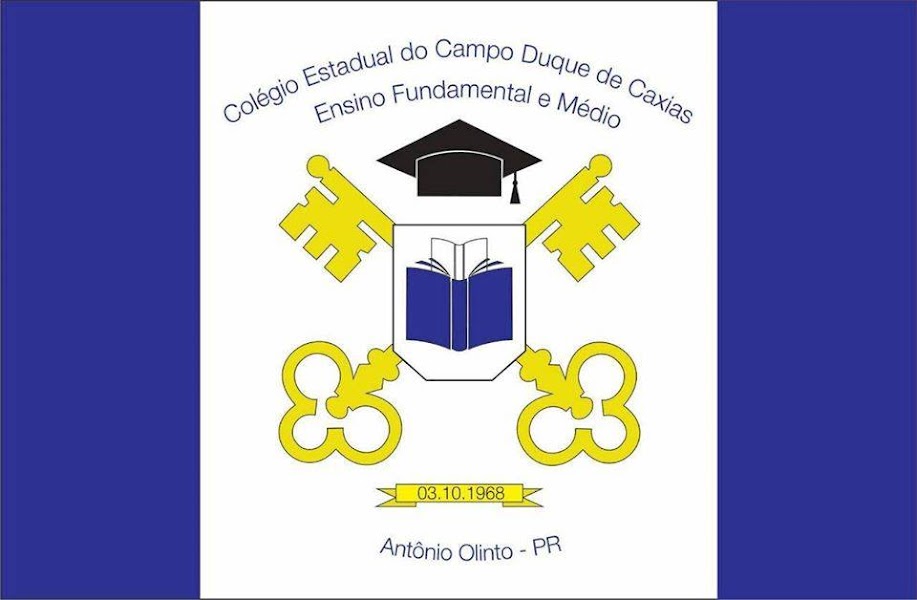 Colégio Estadual do Campo Duque de Caxias
Ensino Fundamental e Médio
03.10.1968
Antônio Olinto - PR